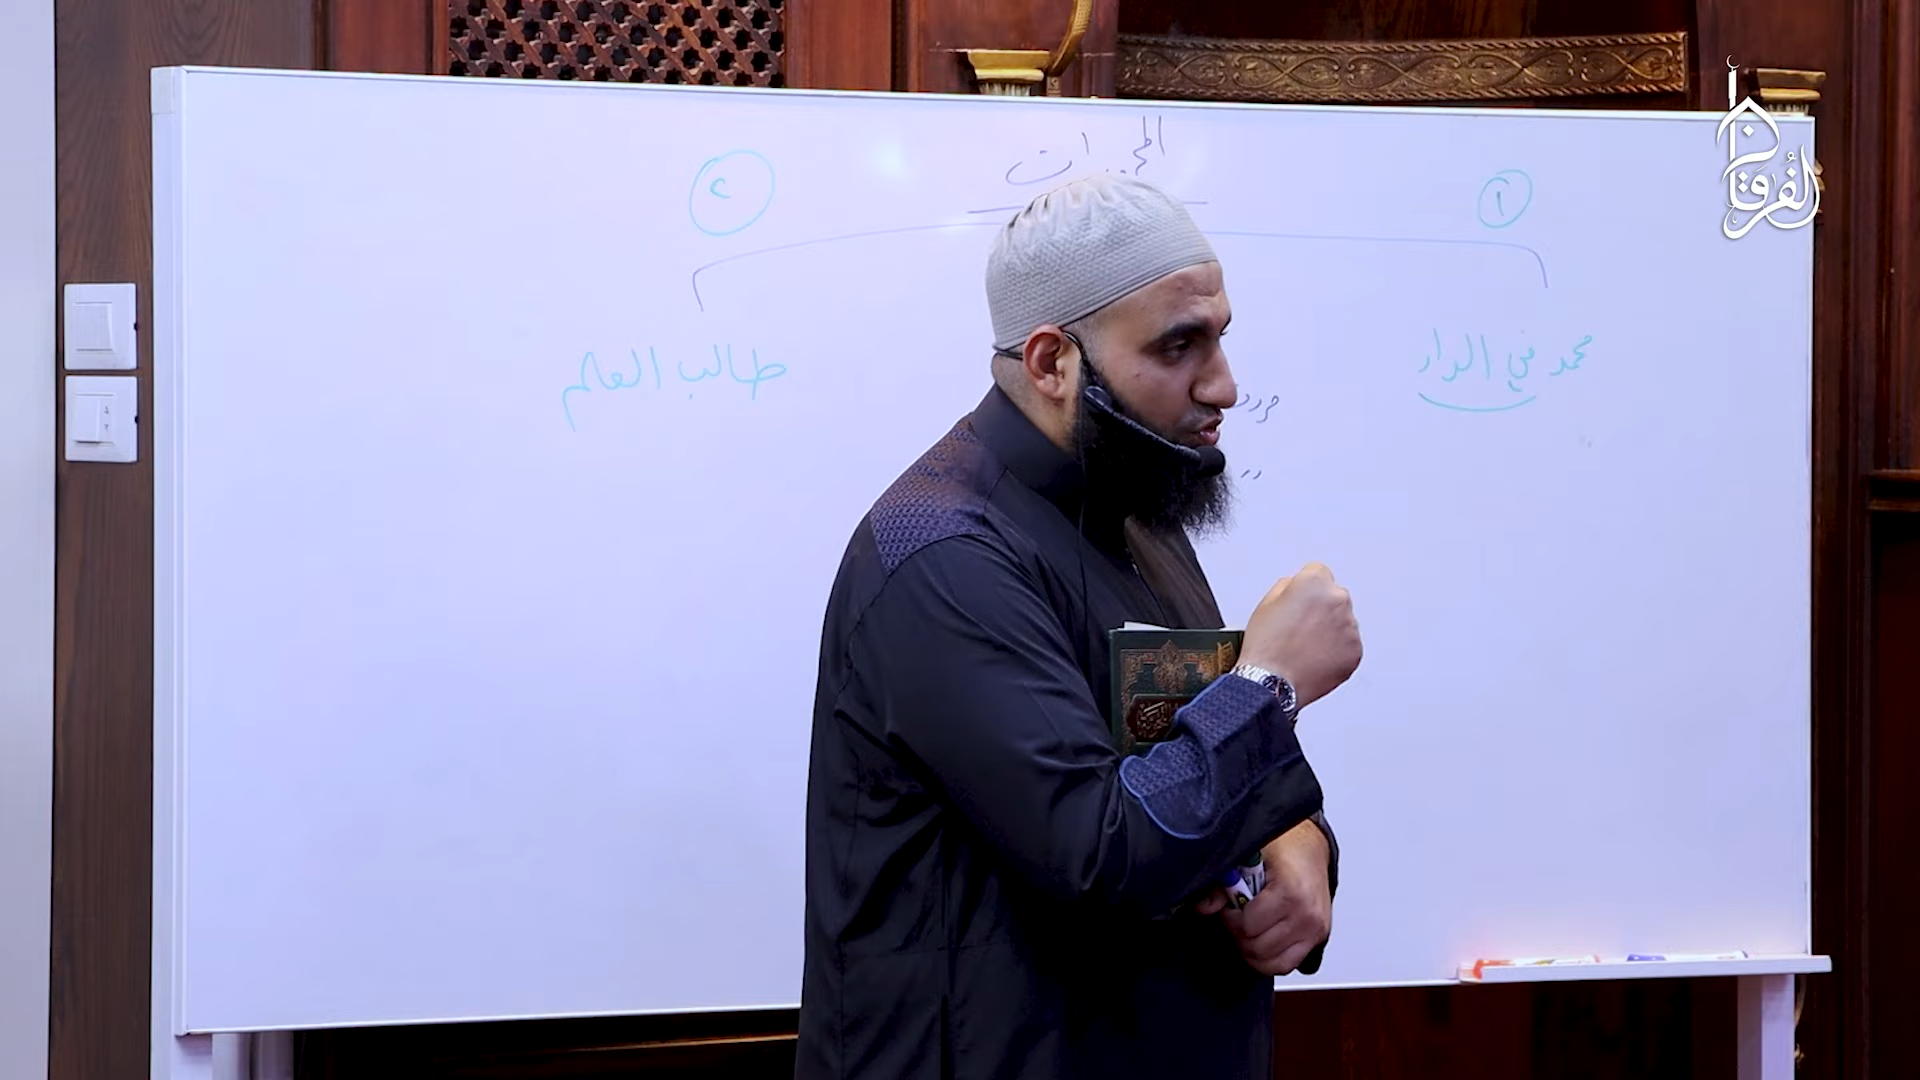 المجرورات
١
٢
محمد في الدار
طالب العلم
الفرقان